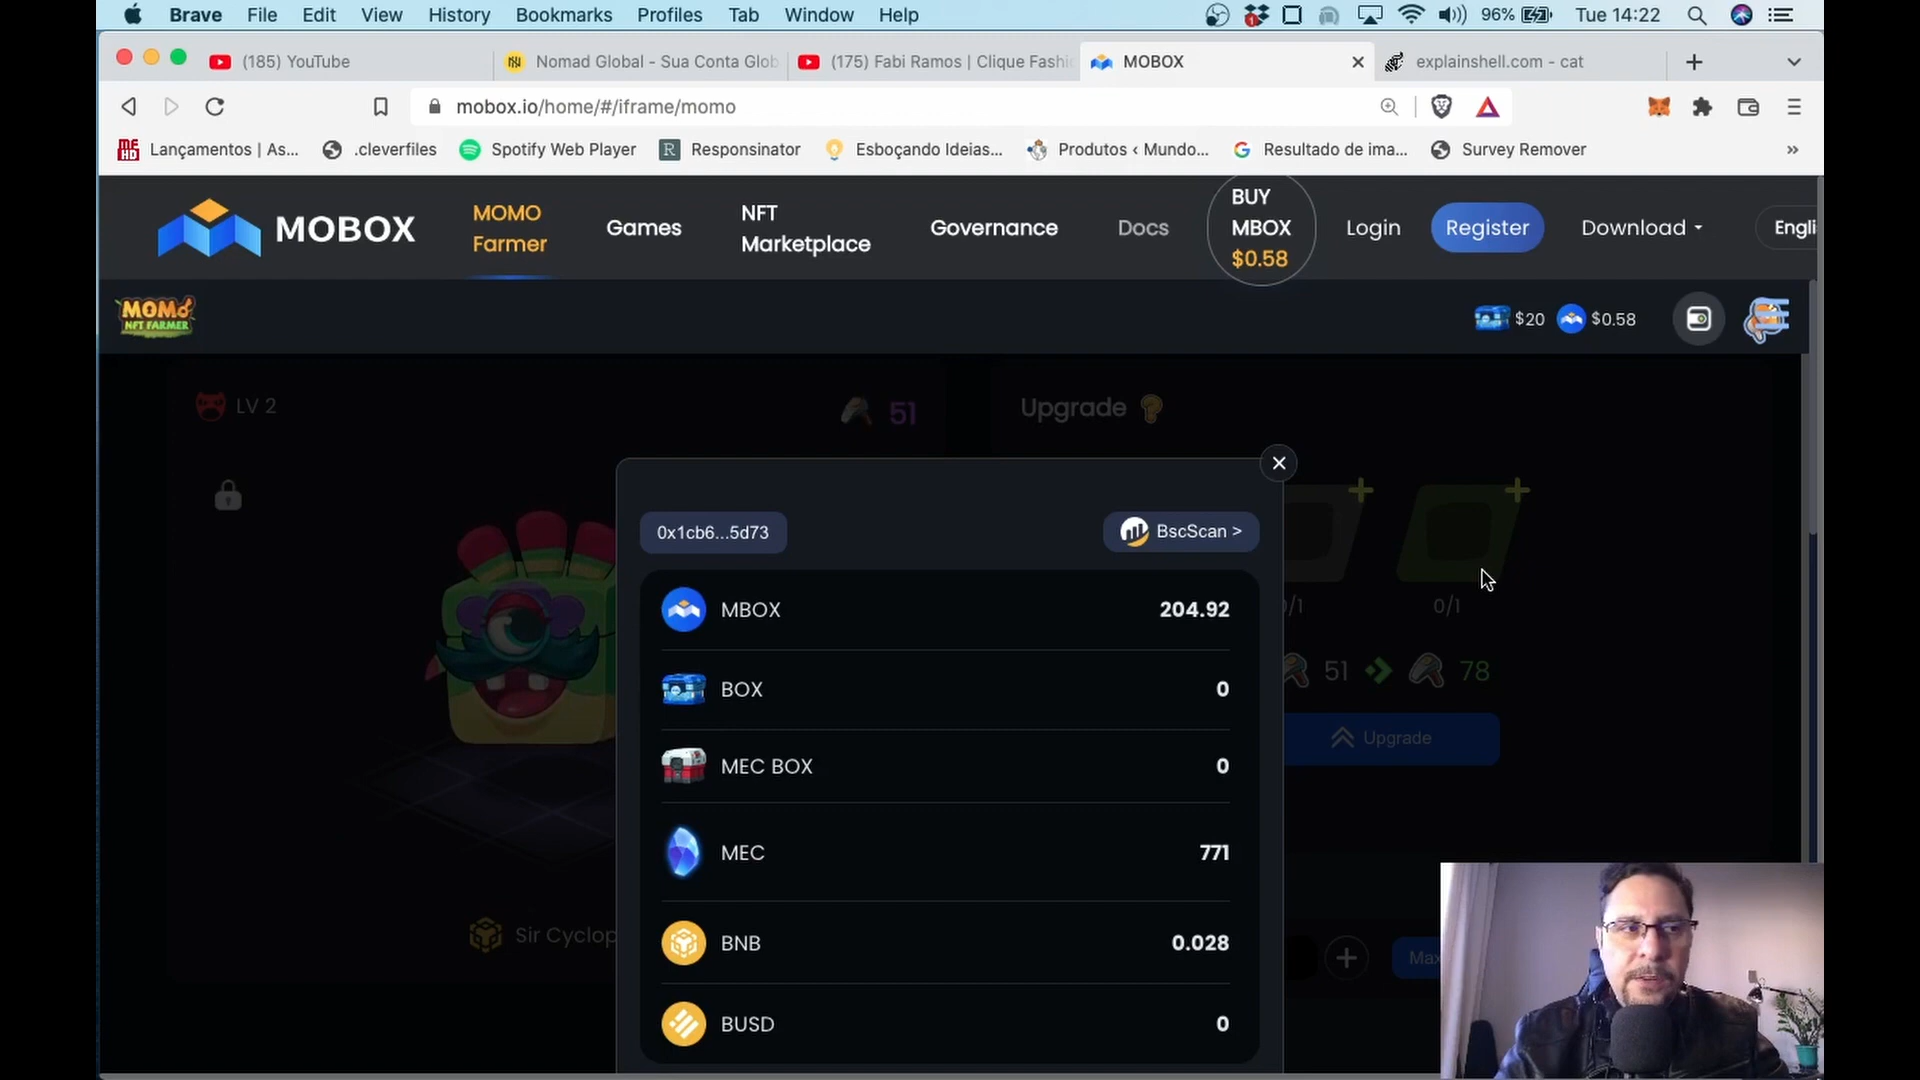 Brave File Edit View History Bookmarks Profiles Tab Window Help 1 96% Tue 14:22
(185) YouTube
Nomad Global - Sua Conta Glob
(175) Fabi Ramos | Clique Fashi
MOBOX
explainshell.com - cat
mobox.io/home/#/iframe/momo
Lançamentos | As...
.cleverfiles
Spotify Web Player
R Responsinator
Esboçando Ideias...
Produtos ‹ Mundo...
Resultado de ima...
Survey Remover
»
MOBOX
MOMO
Farmer
Games
NFT
Marketplace
Governance
Docs
BUY
MBOX
$0.58
Login
Register
Download
Engli
MOMO
NFT FARMER
$20
$0.58
LV 2
51
Upgrade ?
0x1cb6...5d73
BscScan >
MBOX 204.92
BOX 0
MEC BOX 0
MEC 771
BNB 0.028
BUSD 0
/1
0/1
51
78
Upgrade
Sir Cyclop
Max